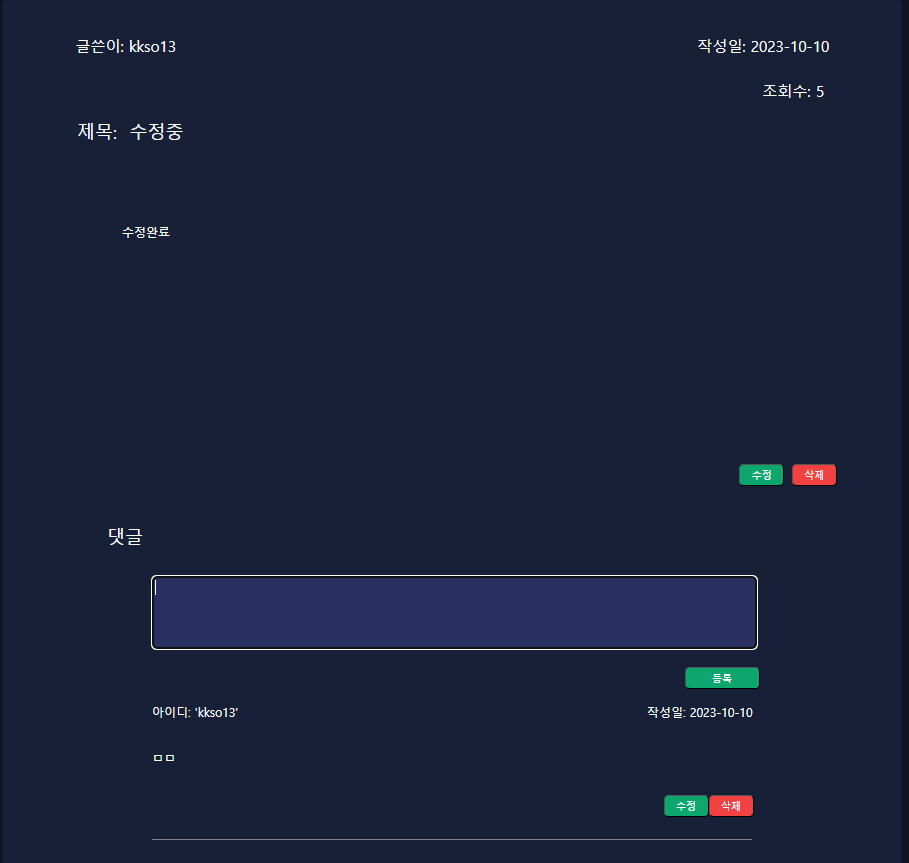 글쓴이: kkso13 작성일: 2023-10-10
조회수: 5
제목: 수정중
수정완료
수정 삭제
댓글
등록
아이디: 'kkso13' 작성일: 2023-10-10
ㅁㅁ
수정 삭제